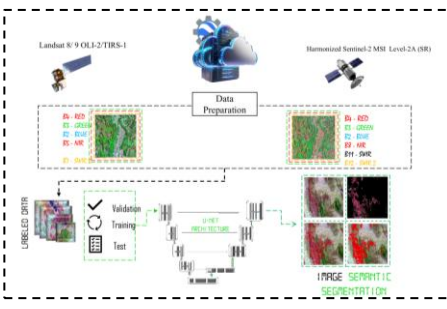 Landsat 8/ 9 OLI-2/TIRS-1
Harmonized Sentinel-2 MSI Level-2A (SR)
Data
Preparation
B4 - RED
B3 - GREEN
B2 - BLUE
B5 - NIR
B4 - RED
B3 - GREEN
B2 - BLUE
B8 - NIR
B11 - SWIR
LABELED DATA
Validation
Training
Test
U-NET
ARCHITECTURE
IMAGE SEMANTIC
SEGMENTATION